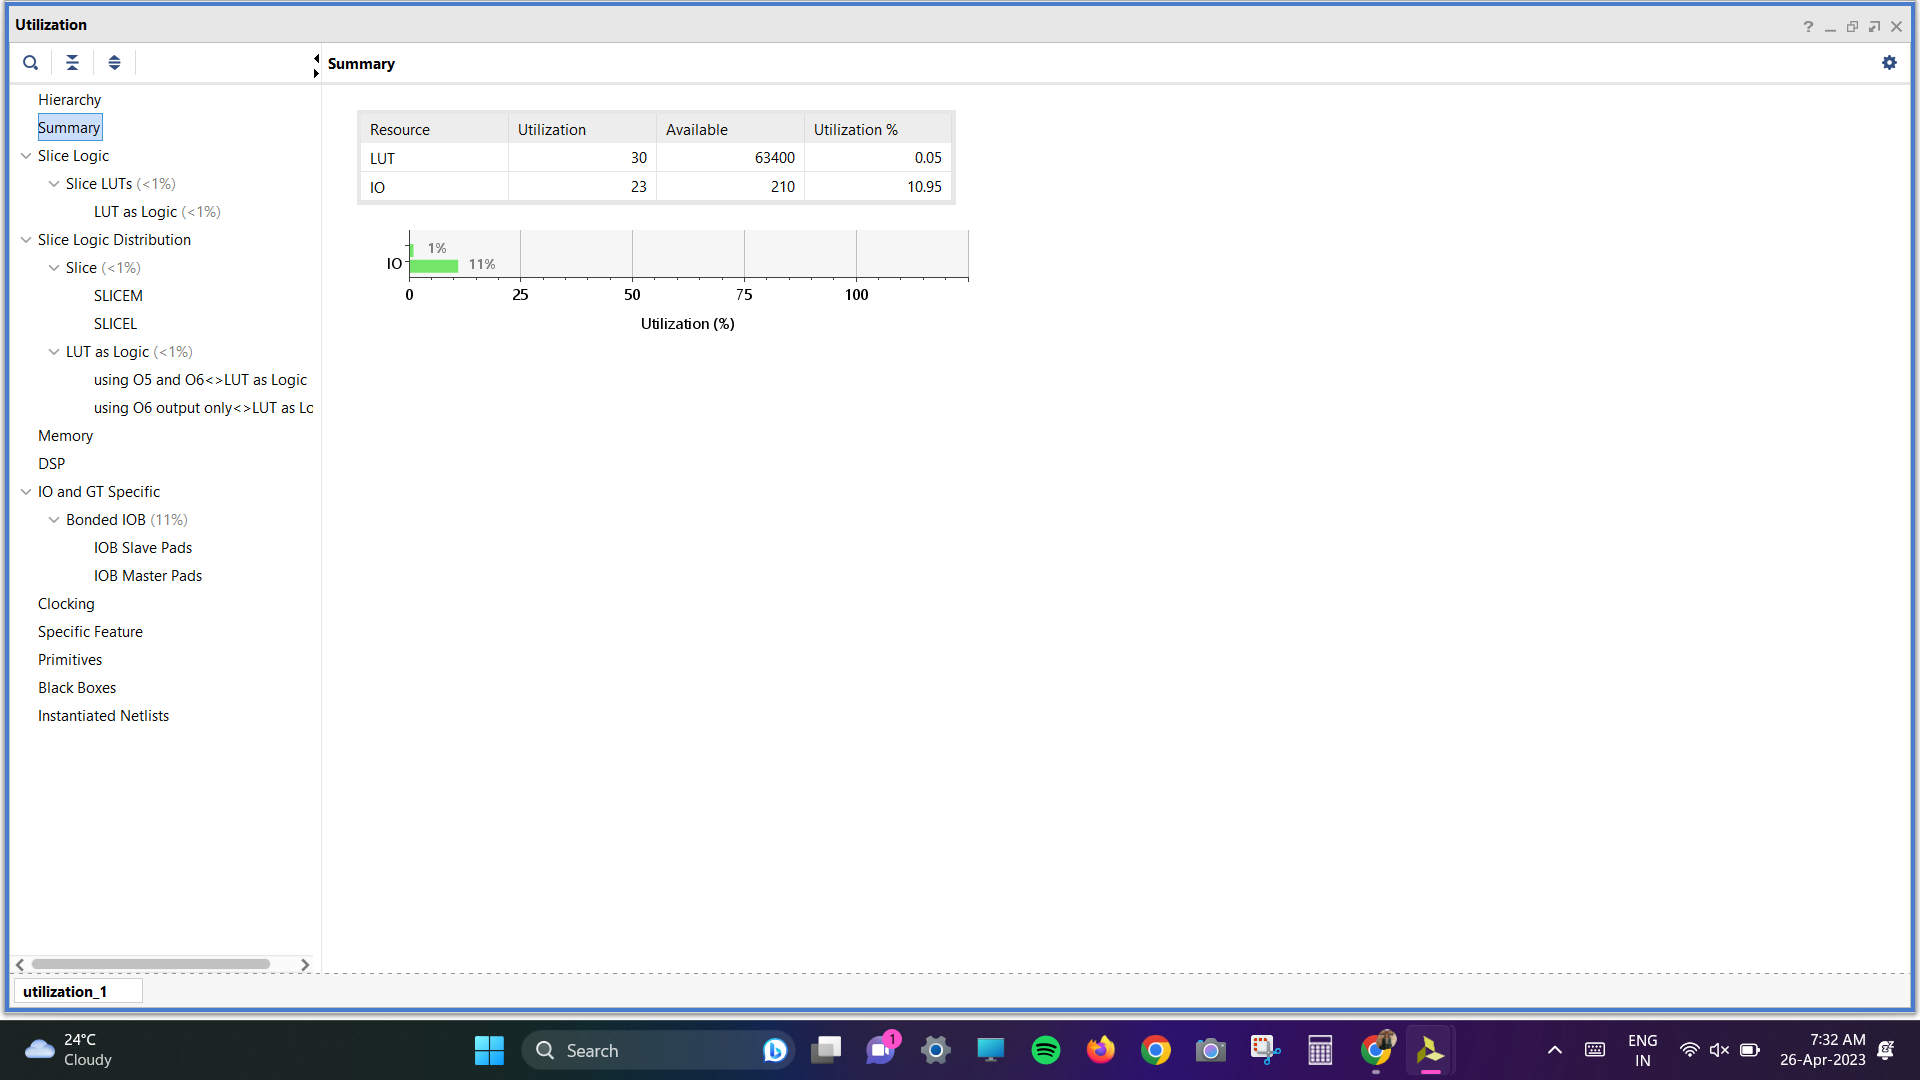 Utilization
Summary
Hierarchy
Summary
Slice Logic
Slice LUTs (<1%)
LUT as Logic (<1%)
Slice Logic Distribution
Slice (<1%)
SLICEM
SLICEL
LUT as Logic (<1%)
using O5 and O6<>LUT as Logic
using O6 output only<>LUT as Lo
Memory
DSP
IO and GT Specific
Bonded IOB (11%)
IOB Slave Pads
IOB Master Pads
Clocking
Specific Feature
Primitives
Black Boxes
Instantiated Netlists
Resource Utilization Available Utilization %
LUT 30 63400 0.05
IO 23 210 10.95
1%
IO 11%
0 25 50 75 100
Utilization (%)
utilization_1
24°C
Cloudy
Search
1
ENG
IN
7:32 AM
26-Apr-2023